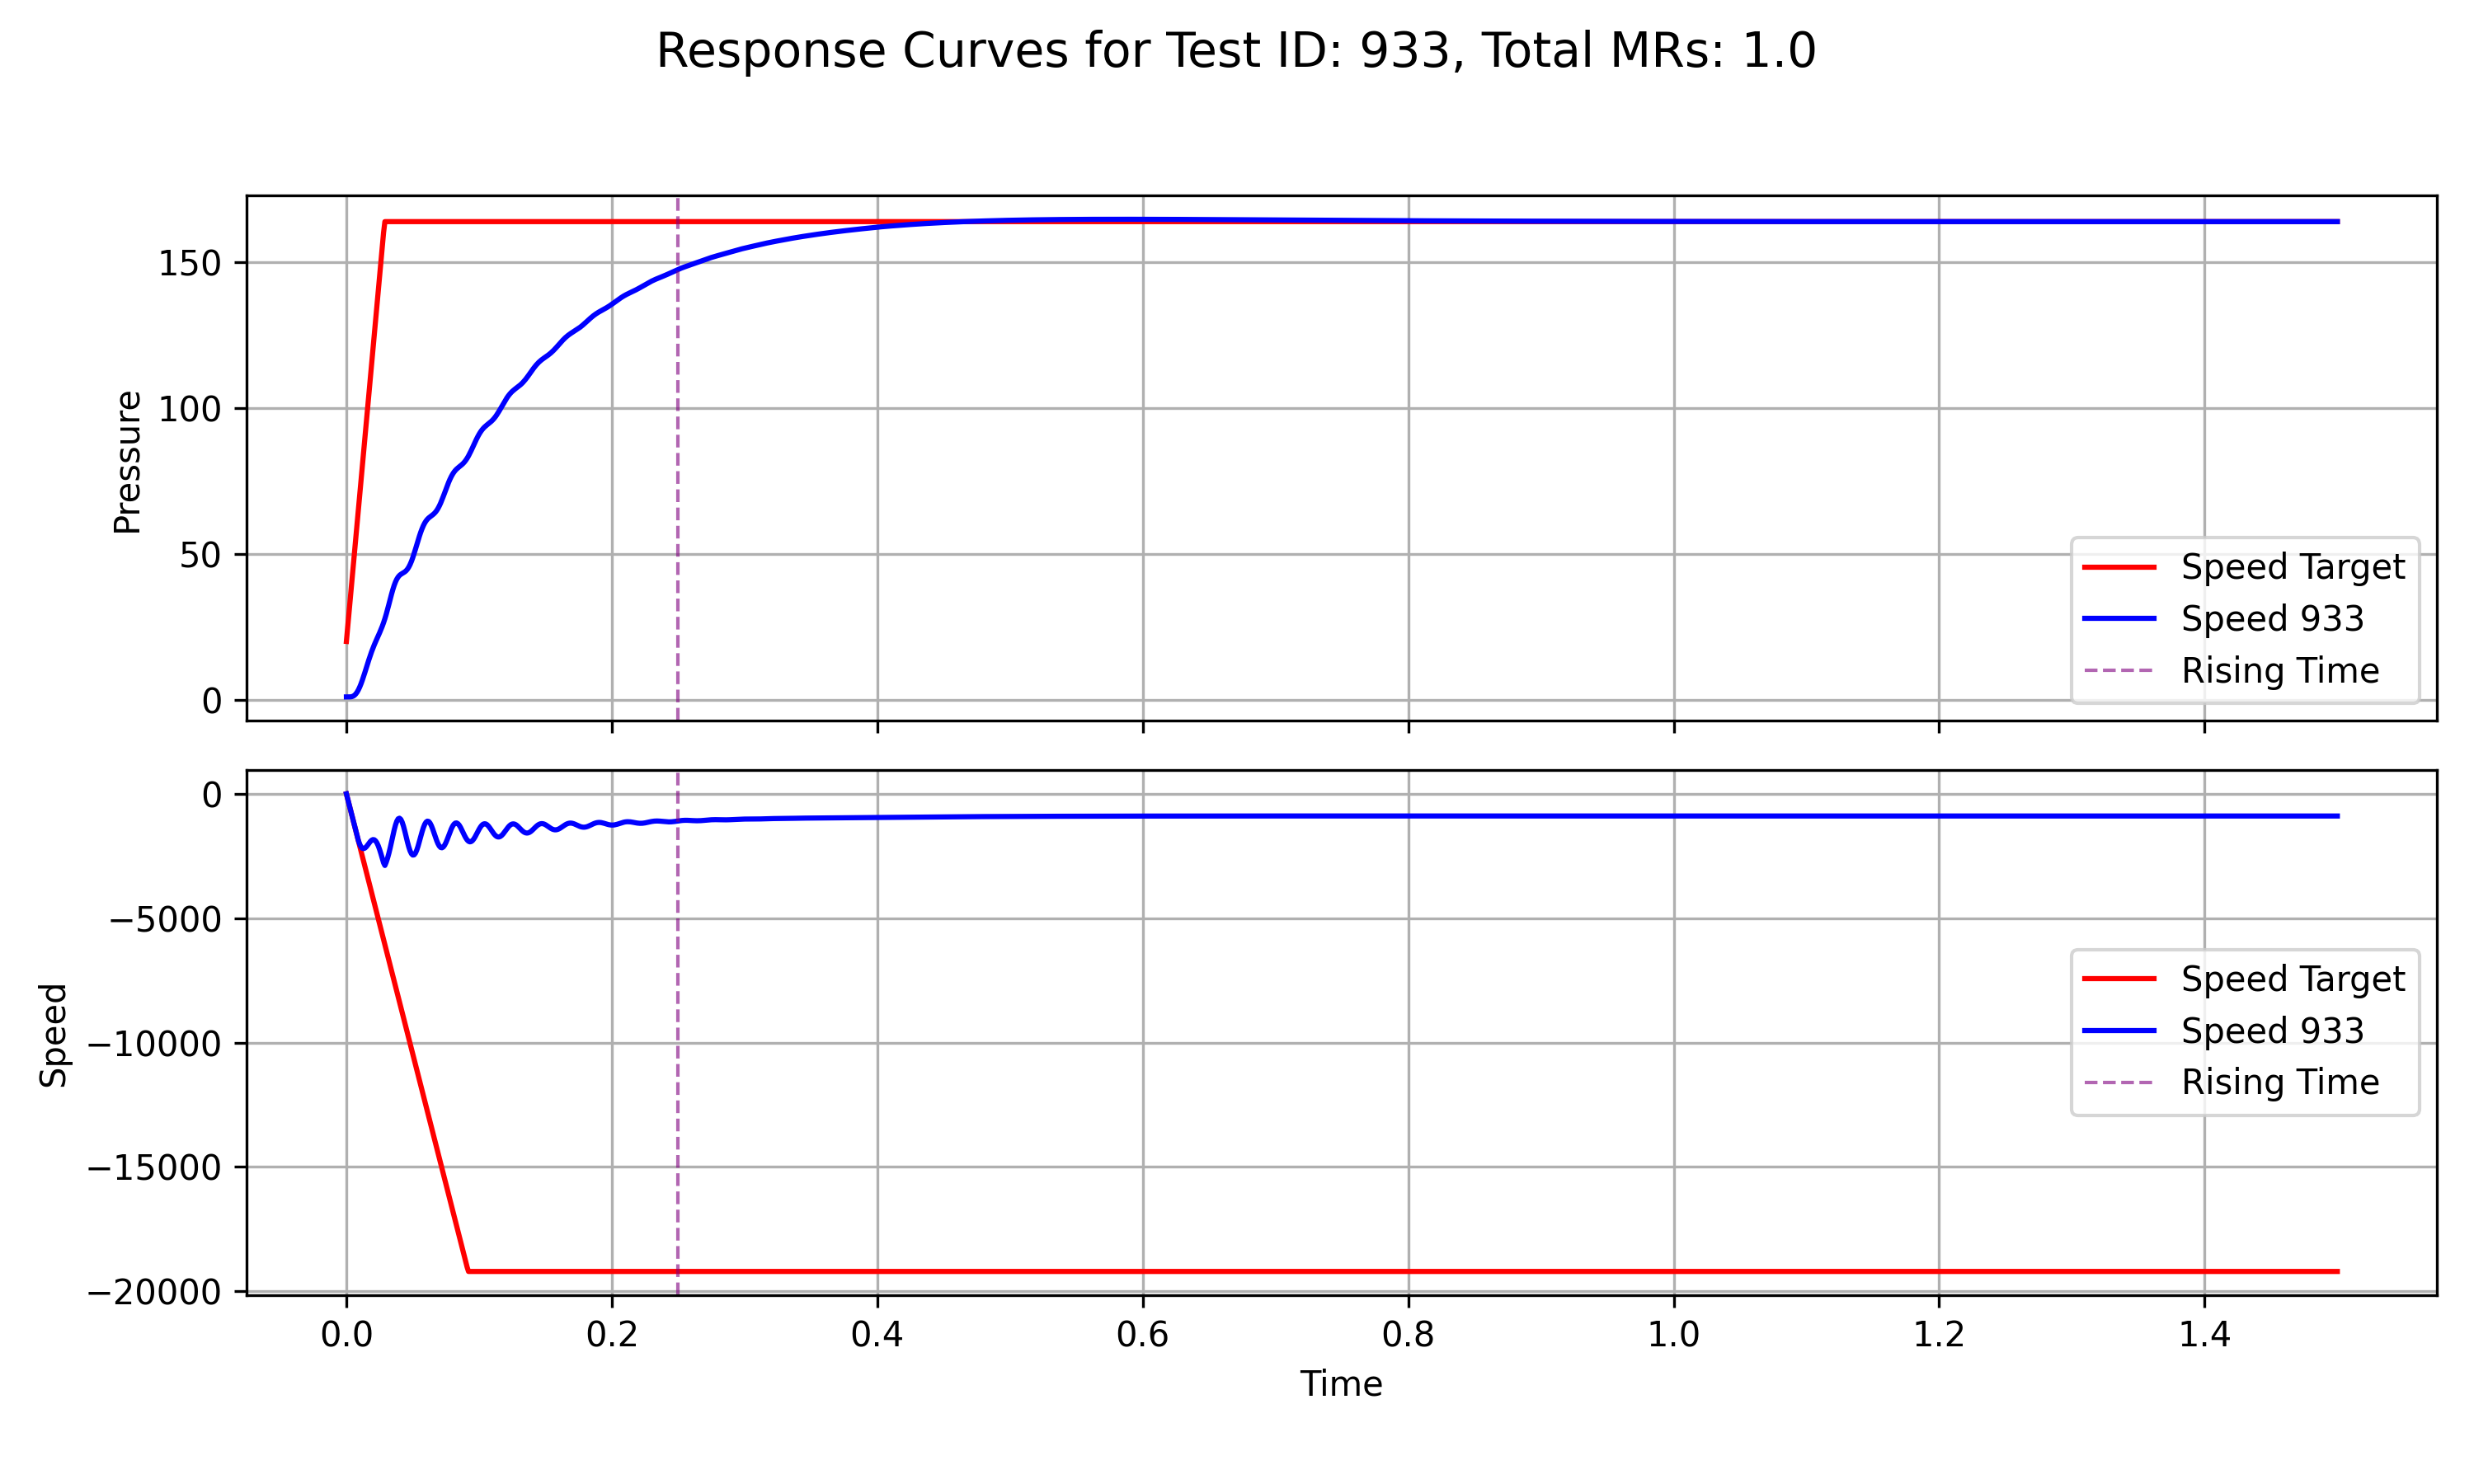 Response Curves for Test ID: 933, Total MRs: 1.0
Pressure
150
100
50
0
Speed Target
Speed 933
Rising Time
Speed
0
−5000
−10000
−15000
−20000
Speed Target
Speed 933
Rising Time
0.0 0.2 0.4 0.6 0.8 1.0 1.2 1.4
Time